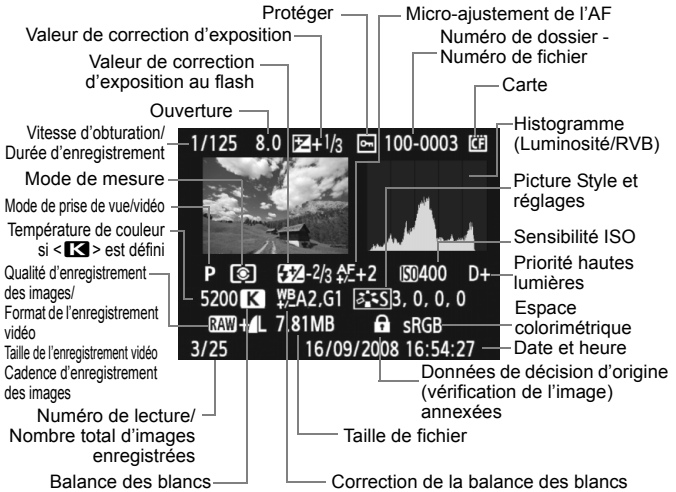 Protéger
Micro-ajustement de l'AF
Valeur de correction d'exposition
Numéro de dossier -
Numéro de fichier
Valeur de correction
d'exposition au flash
Carte
Ouverture
Histogramme
(Luminosité/RVB)
Vitesse d'obturation/
Durée d'enregistrement
1/125 8.0 +1/3 100-0003 CF
Mode de mesure
Picture Style et
réglages
Mode de prise de vue/vidéo
Température de couleur
si < K > est défini
Sensibilité ISO
P -2/3 AF+2 ISO400 D+
Priorité hautes
lumières
Qualité d'enregistrement
des images/
Format de l'enregistrement
vidéo
Taille de l'enregistrement vidéo
Cadence d'enregistrement
des images
5200 K WB A2,G1 S 3, 0, 0, 0
Espace
colorimétrique
RAW+L 7.81MB sRGB
Date et heure
3/25 16/09/2008 16:54:27
Données de décision d'origine
(vérification de l'image)
annexées
Numéro de lecture/
Nombre total d'images
enregistrées
Taille de fichier
Balance des blancs
Correction de la balance des blancs